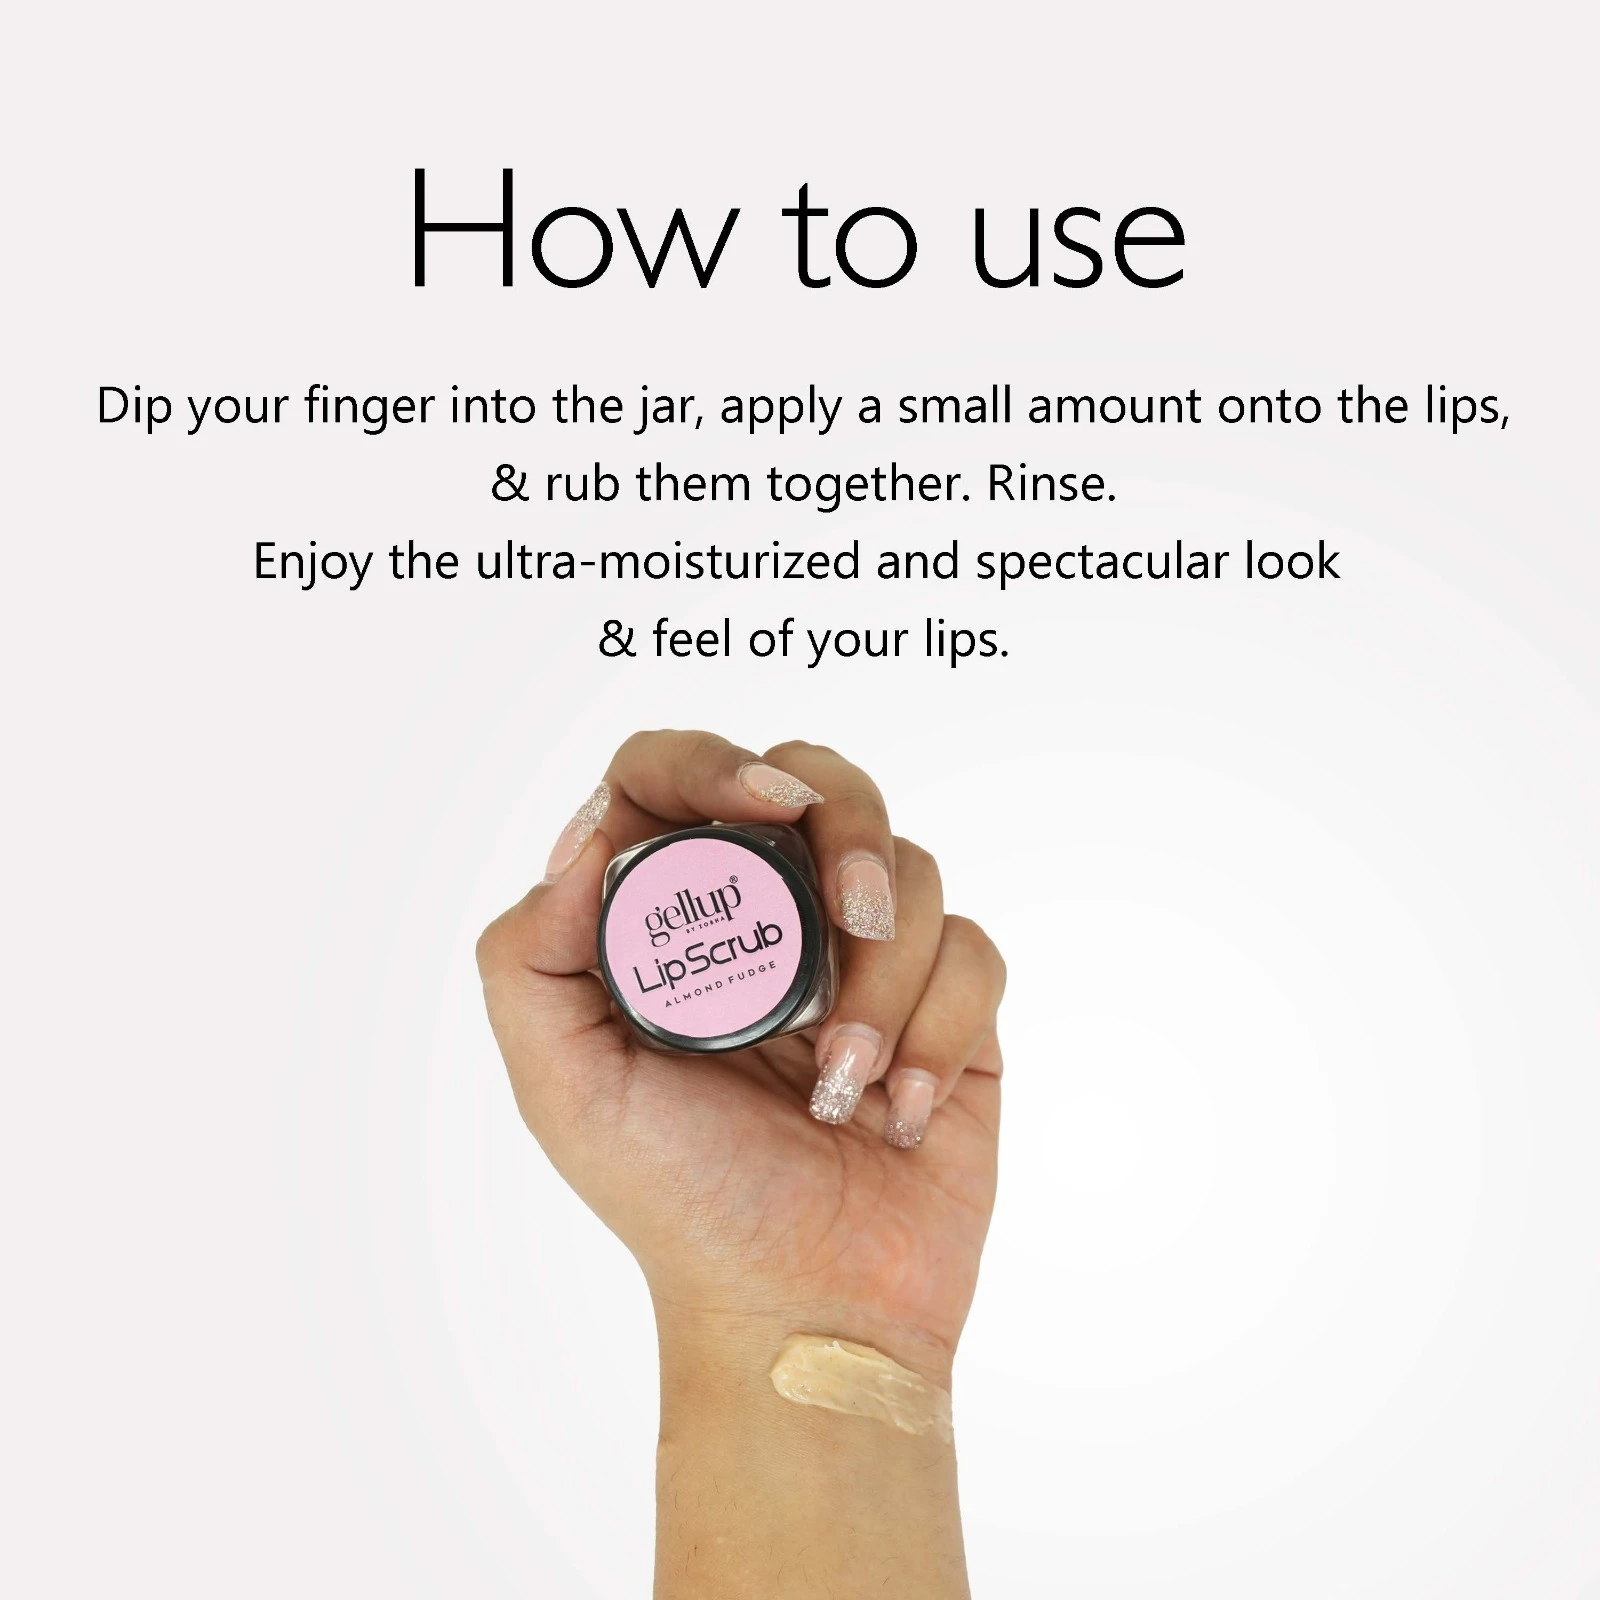 How to use
Dip your finger into the jar, apply a small amount onto the lips,
& rub them together. Rinse.
Enjoy the ultra-moisturized and spectacular look
& feel of your lips.
gellup®
BY ZOBHA
LipScrub
ALMOND FUDGE